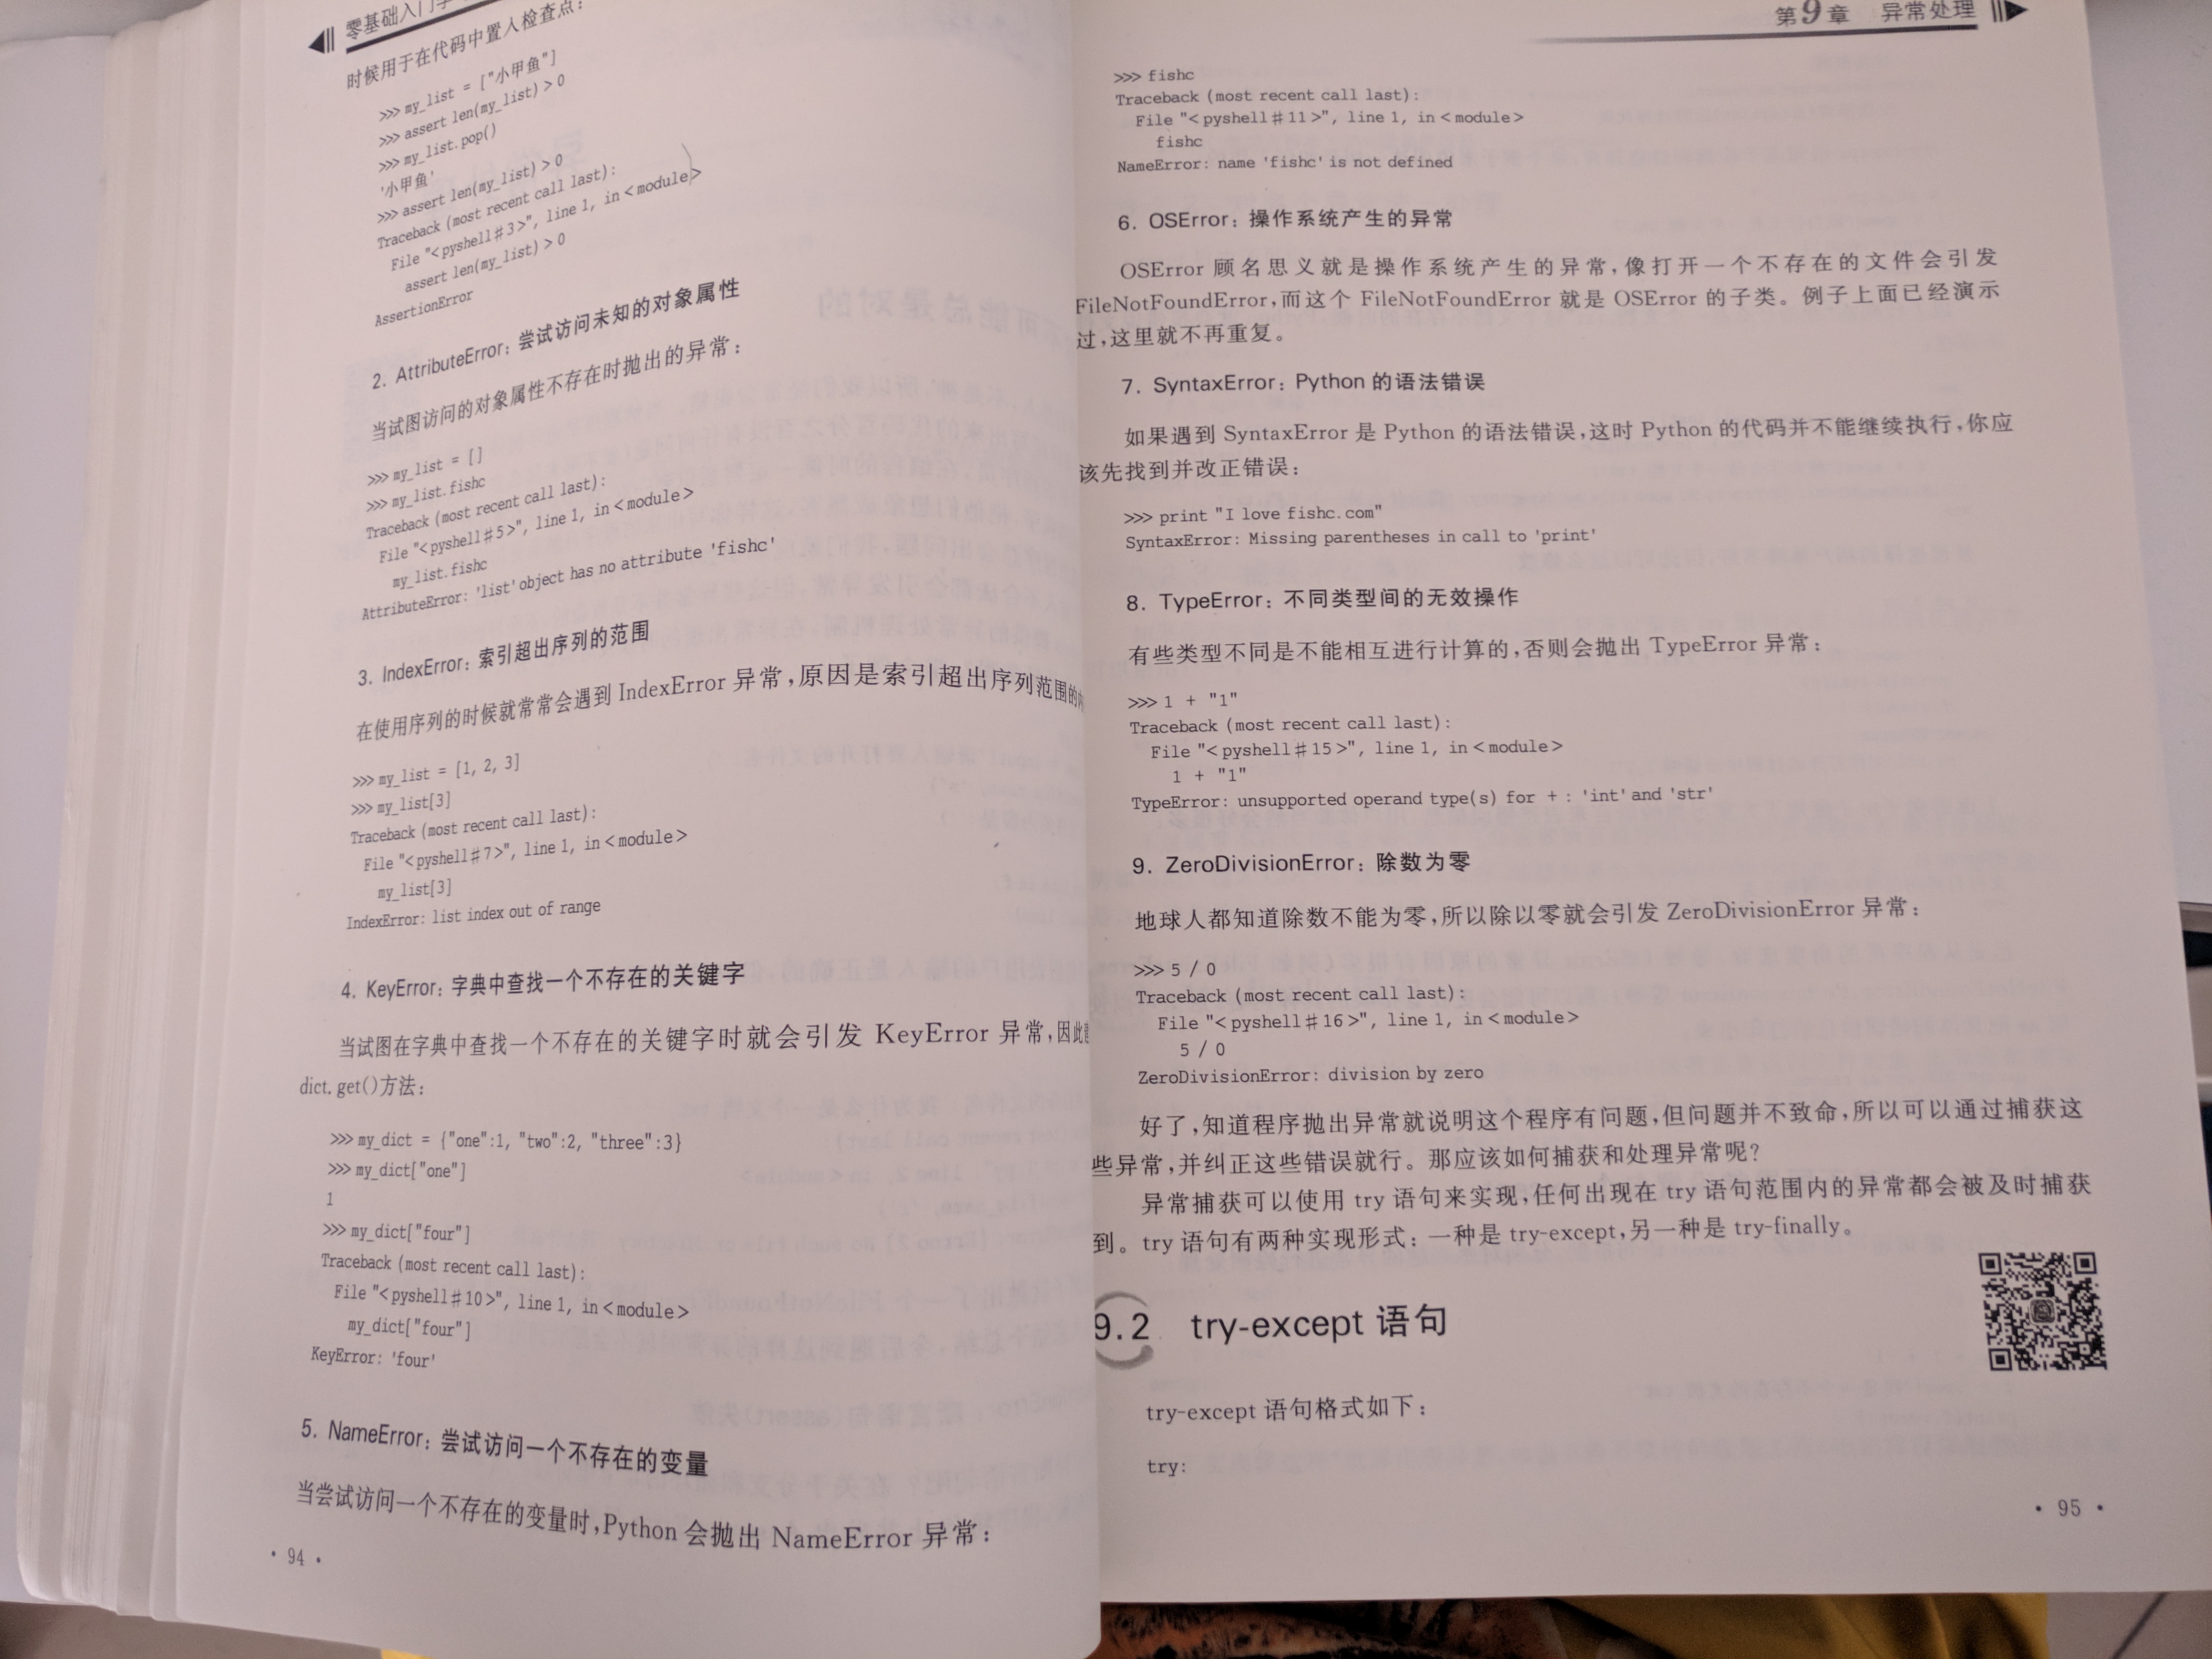 零基础入门学
时候用于在代码中置入检查点：
>>> my_list = ["小甲鱼"]
>>> assert len(my_list) > 0
>>> my_list.pop()
'小甲鱼'
>>> assert len(my_list) > 0
Traceback (most recent call last):
File "<pyshell#3>", line 1, in <module>
assert len(my_list) > 0
AssertionError
2. AttributeError：尝试访问未知的对象属性
当试图访问的对象属性不存在时抛出的异常：
>>> my_list = []
>>> my_list.fishc
Traceback (most recent call last):
File "<pyshell#5>", line 1, in <module>
my_list.fishc
AttributeError: 'list' object has no attribute 'fishc'
3. IndexError：索引超出序列的范围
在使用序列的时候就常常会遇到 IndexError 异常，原因是索引超出序列范围的
>>> my_list = [1, 2, 3]
>>> my_list[3]
Traceback (most recent call last):
File "<pyshell#7>", line 1, in <module>
my_list[3]
IndexError: list index out of range
4. KeyError：字典中查找一个不存在的关键字
当试图在字典中查找一个不存在的关键字时就会引发 KeyError 异常，因此
dict.get()方法：
>>> my_dict = {"one":1, "two":2, "three":3}
>>> my_dict["one"]
1
>>> my_dict["four"]
Traceback (most recent call last):
File "<pyshell#10>", line 1, in <module>
my_dict["four"]
KeyError: 'four'
5. NameError：尝试访问一个不存在的变量
当尝试访问一个不存在的变量时，Python 会抛出 NameError 异常：
• 94 •
第9章 异常处理
>>> fishc
Traceback (most recent call last):
File "<pyshell#11>", line 1, in <module>
fishc
NameError: name 'fishc' is not defined
6. OSError：操作系统产生的异常
OSError 顾名思义就是操作系统产生的异常，像打开一个不存在的文件会引发
FileNotFoundError，而这个 FileNotFoundError 就是 OSError 的子类。例子上面已经演示
过，这里就不再重复。
7. SyntaxError：Python 的语法错误
如果遇到 SyntaxError 是 Python 的语法错误，这时 Python 的代码并不能继续执行，你应
该先找到并改正错误：
>>> print "I love fishc.com"
SyntaxError: Missing parentheses in call to 'print'
8. TypeError：不同类型间的无效操作
有些类型不同是不能相互进行计算的，否则会抛出 TypeError 异常：
>>> 1 + "1"
Traceback (most recent call last):
File "<pyshell#15>", line 1, in <module>
1 + "1"
TypeError: unsupported operand type(s) for +: 'int' and 'str'
9. ZeroDivisionError：除数为零
地球人都知道除数不能为零，所以除以零就会引发 ZeroDivisionError 异常：
>>> 5 / 0
Traceback (most recent call last):
File "<pyshell#16>", line 1, in <module>
5 / 0
ZeroDivisionError: division by zero
好了，知道程序抛出异常就说明这个程序有问题，但问题并不致命，所以可以通过捕获这
些异常，并纠正这些错误就行。那应该如何捕获和处理异常呢？
异常捕获可以使用 try 语句来实现，任何出现在 try 语句范围内的异常都会被及时捕获
到。try 语句有两种实现形式：一种是 try-except，另一种是 try-finally。
9.2 try-except 语句
try-except 语句格式如下：
try:
• 95 •